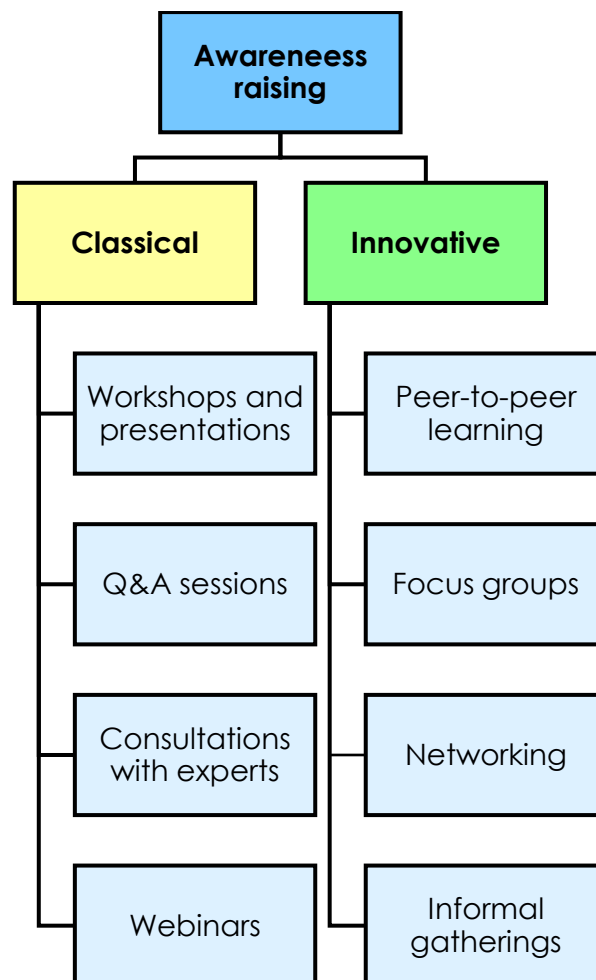 Awareneess
raising
Classical
Innovative
Workshops and
presentations
Peer-to-peer
learning
Q&A sessions
Focus groups
Consultations
with experts
Networking
Webinars
Informal
gatherings